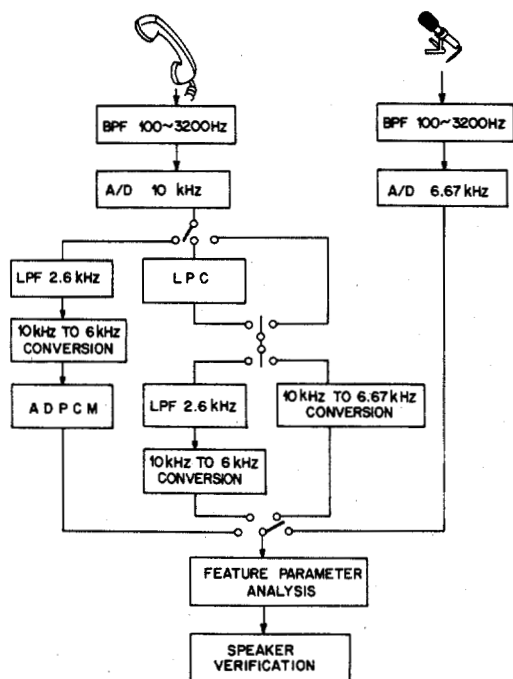 BPF 100~3200Hz
BPF 100~3200Hz
A/D 10 kHz
A/D 6.67 kHz
LPF 2.6 kHz
LPC
10kHz TO 6kHz
CONVERSION
ADPCM
LPF 2.6 kHz
10kHz TO 6.67kHz
CONVERSION
10kHz TO 6kHz
CONVERSION
FEATURE PARAMETER
ANALYSIS
SPEAKER
VERIFICATION